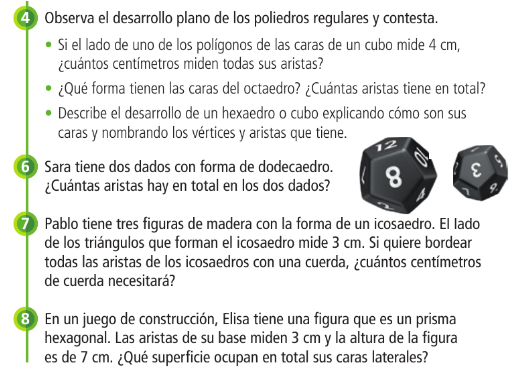 4 Observa el desarrollo plano de los poliedros regulares y contesta.
• Si el lado de uno de los polígonos de las caras de un cubo mide 4 cm,
¿cuántos centímetros miden todas sus aristas?
• ¿Qué forma tienen las caras del octaedro? ¿Cuántas aristas tiene en total?
• Describe el desarrollo de un hexaedro o cubo explicando cómo son sus
caras y nombrando los vértices y aristas que tiene.
6 Sara tiene dos dados con forma de dodecaedro.
¿Cuántas aristas hay en total en los dos dados?
12
8
4
2
3
7 Pablo tiene tres figuras de madera con la forma de un icosaedro. El lado
de los triángulos que forman el icosaedro mide 3 cm. Si quiere bordear
todas las aristas de los icosaedros con una cuerda, ¿cuántos centímetros
de cuerda necesitará?
8 En un juego de construcción, Elisa tiene una figura que es un prisma
hexagonal. Las aristas de su base miden 3 cm y la altura de la figura
es de 7 cm. ¿Qué superficie ocupan en total sus caras laterales?